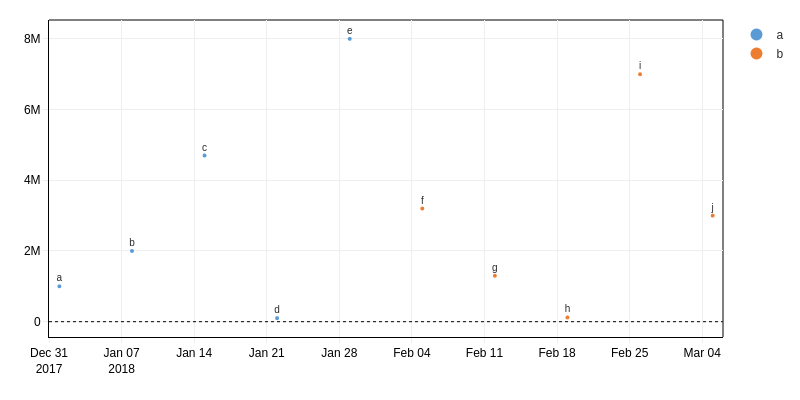 8M
6M
4M
2M
0
a
b
c
d
e
f
g
h
i
j
Dec 31 Jan 07 Jan 14 Jan 21 Jan 28 Feb 04 Feb 11 Feb 18 Feb 25 Mar 04
2017 2018
a
b